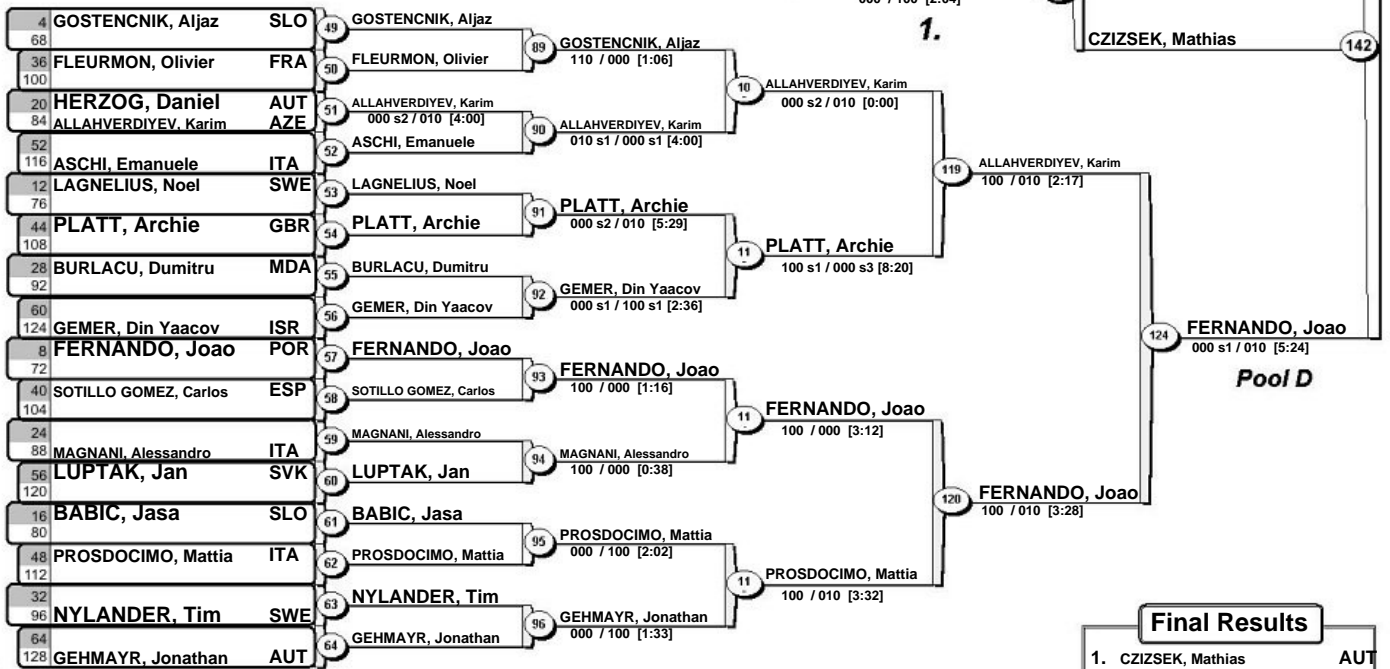 000 / 100 [2:04]
1.
CZIZSEK, Mathias
142
4 GOSTENCNIK, Aljaz SLO
68
36 FLEURMON, Olivier FRA
100
20 HERZOG, Daniel AUT
84 ALLAHVERDIYEV, Karim AZE
52
116 ASCHI, Emanuele ITA
12 LAGNELIUS, Noel SWE
76
44 PLATT, Archie GBR
108
28 BURLACU, Dumitru MDA
92
60
124 GEMER, Din Yaacov ISR
8 FERNANDO, Joao POR
72
40 SOTILLO GOMEZ, Carlos ESP
104
24
88 MAGNANI, Alessandro ITA
56 LUPTAK, Jan SVK
120
16 BABIC, Jasa SLO
80
48 PROSDOCIMO, Mattia ITA
112
32
96 NYLANDER, Tim SWE
64
128 GEHMAYR, Jonathan AUT
49 GOSTENCNIK, Aljaz
50 FLEURMON, Olivier
51 ALLAHVERDIYEV, Karim
000 s2 / 010 [4:00]
52 ASCHI, Emanuele
53 LAGNELIUS, Noel
54 PLATT, Archie
55 BURLACU, Dumitru
56 GEMER, Din Yaacov
57 FERNANDO, Joao
58 SOTILLO GOMEZ, Carlos
59 MAGNANI, Alessandro
60 LUPTAK, Jan
61 BABIC, Jasa
62 PROSDOCIMO, Mattia
63 NYLANDER, Tim
64 GEHMAYR, Jonathan
89 GOSTENCNIK, Aljaz
110 / 000 [1:06]
90 ALLAHVERDIYEV, Karim
010 s1 / 000 s1 [4:00]
91 PLATT, Archie
000 s2 / 010 [5:29]
92 GEMER, Din Yaacov
000 s1 / 100 s1 [2:36]
93 FERNANDO, Joao
100 / 000 [1:16]
94 MAGNANI, Alessandro
100 / 000 [0:38]
95 PROSDOCIMO, Mattia
000 / 100 [2:02]
96 GEHMAYR, Jonathan
000 / 100 [1:33]
10 ALLAHVERDIYEV, Karim
000 s2 / 010 [0:00]
11 PLATT, Archie
100 s1 / 000 s3 [8:20]
11 FERNANDO, Joao
100 / 000 [3:12]
11 PROSDOCIMO, Mattia
100 / 010 [3:32]
119 ALLAHVERDIYEV, Karim
100 / 010 [2:17]
120 FERNANDO, Joao
100 / 010 [3:28]
124 FERNANDO, Joao
000 s1 / 010 [5:24]
Pool D
Final Results
1. CZIZSEK, Mathias AUT